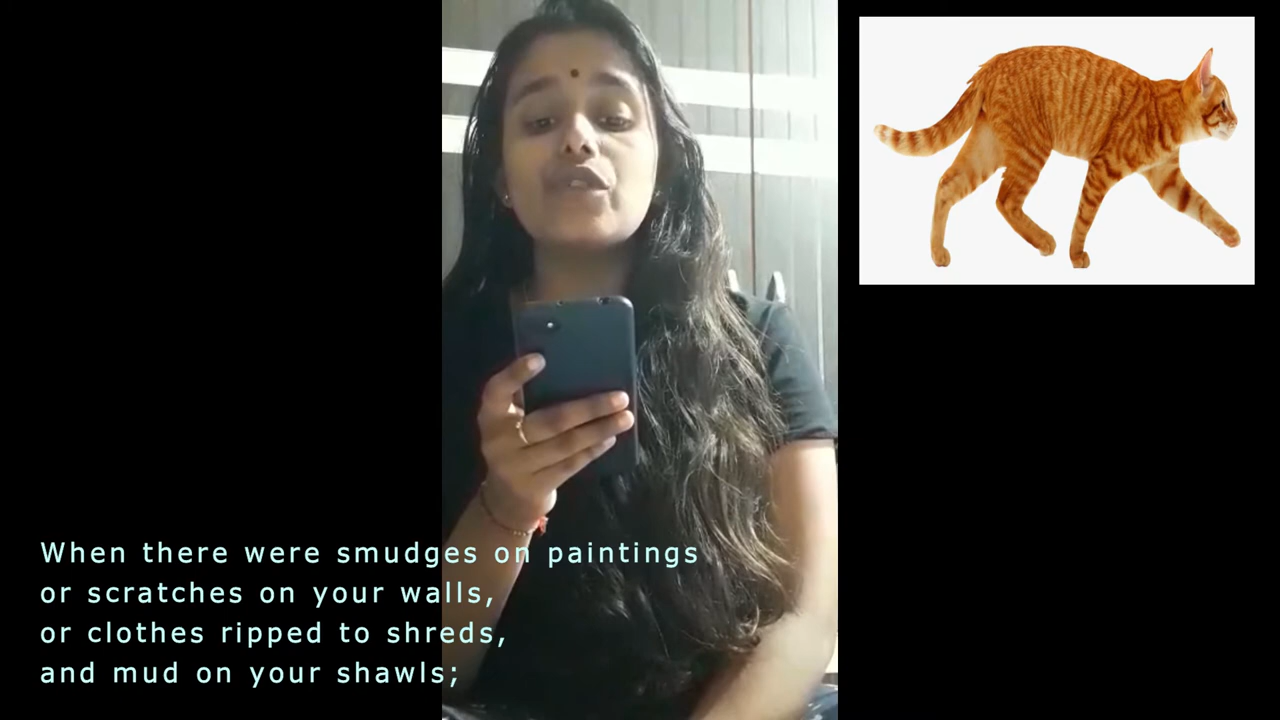 When there were smudges on paintings
or scratches on your walls,
or clothes ripped to shreds,
and mud on your shawls;